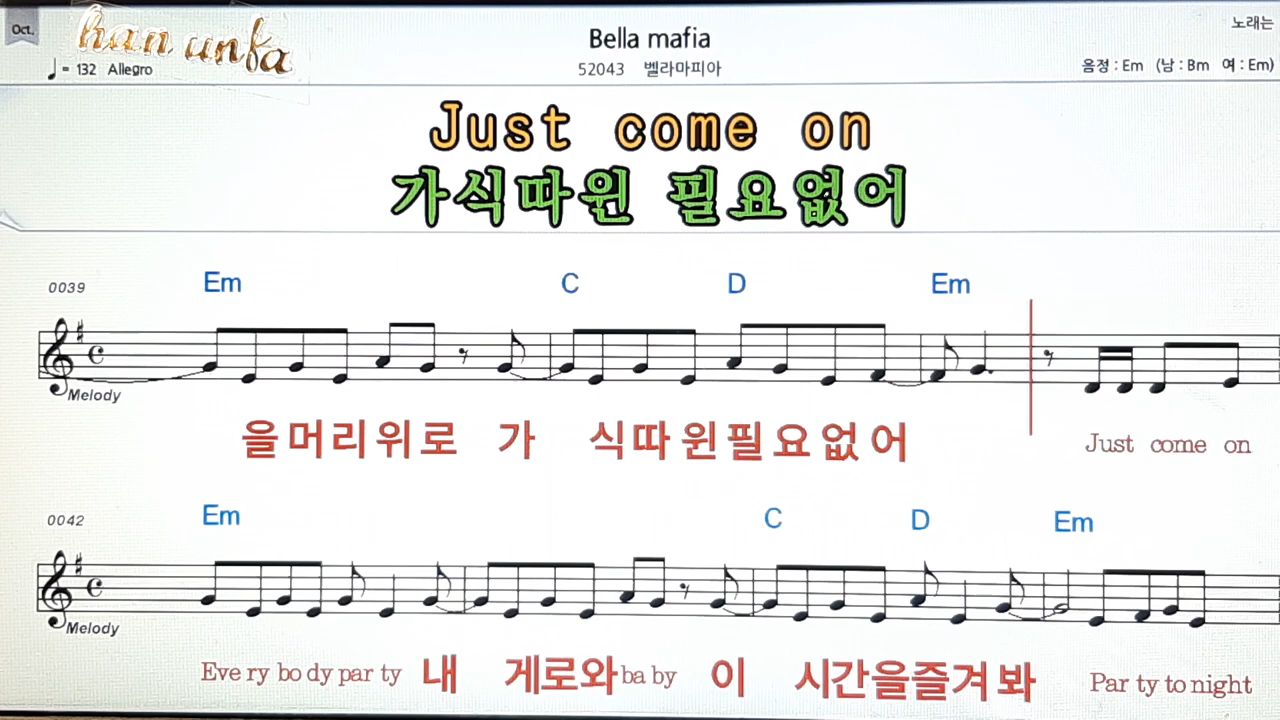 Oct.
han unfa
Bella mafia
노래는
♩ = 132 Allegro
52043 벨라마피아
음정 : Em (남 : Bm 여 : Em)
Just come on
가식따윈 필요없어
0039
Em C D Em
Melody
을머리위로 가 식따윈필요없어 Just come on
0042
Em C D Em
Melody
Eve ry bo dy par ty 내 게로와 ba by 이 시간을즐겨봐 Par ty to night